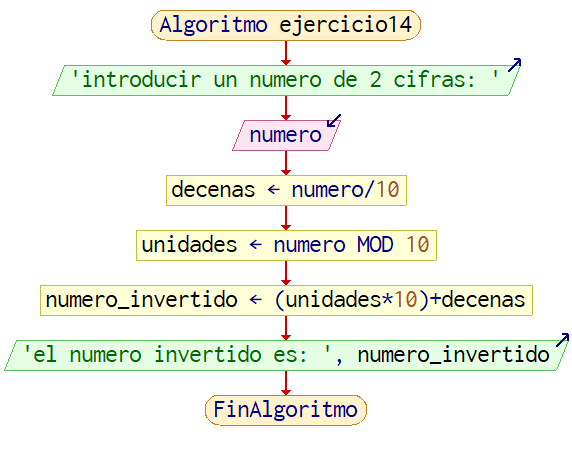 Algoritmo ejercicio14
'introducir un numero de 2 cifras: '
numero
decenas ← numero/10
unidades ← numero MOD 10
numero_invertido ← (unidades*10)+decenas
'el numero invertido es: ', numero_invertido
FinAlgoritmo